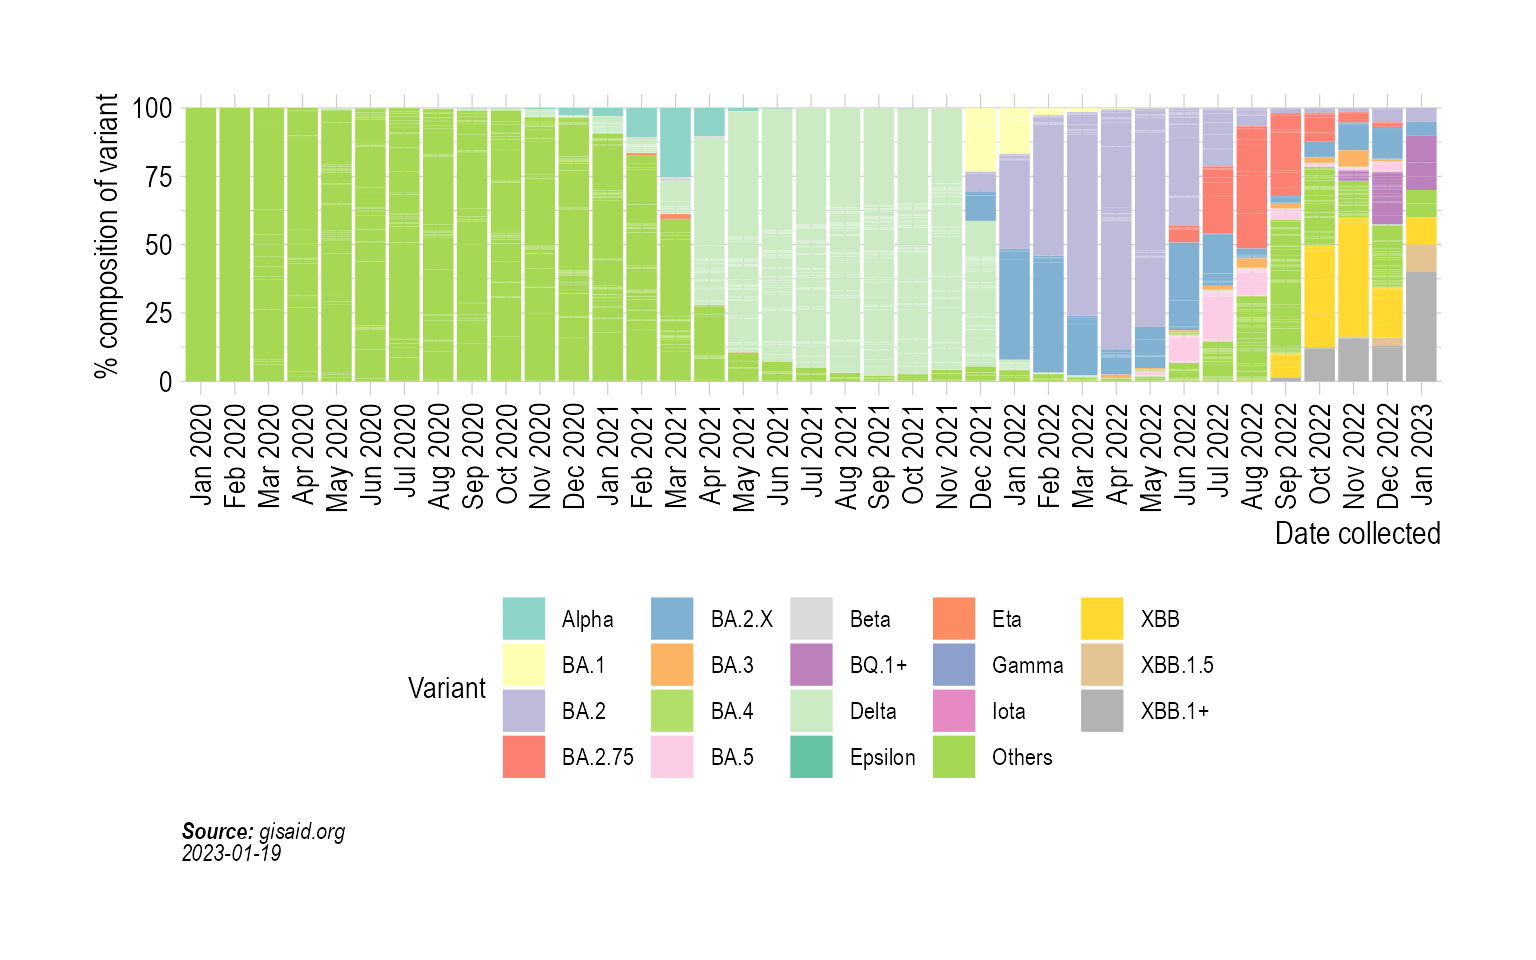 % composition of variant
100
75
50
25
0
Jan 2020
Feb 2020
Mar 2020
Apr 2020
May 2020
Jun 2020
Jul 2020
Aug 2020
Sep 2020
Oct 2020
Nov 2020
Dec 2020
Jan 2021
Feb 2021
Mar 2021
Apr 2021
May 2021
Jun 2021
Jul 2021
Aug 2021
Sep 2021
Oct 2021
Nov 2021
Dec 2021
Jan 2022
Feb 2022
Mar 2022
Apr 2022
May 2022
Jun 2022
Jul 2022
Aug 2022
Sep 2022
Oct 2022
Nov 2022
Dec 2022
Jan 2023
Date collected
Variant
Alpha
BA.1
BA.2
BA.2.75
BA.2.X
BA.3
BA.4
BA.5
Beta
BQ.1+
Delta
Epsilon
Eta
Gamma
Iota
Others
XBB
XBB.1.5
XBB.1+
Source: gisaid.org
2023-01-19